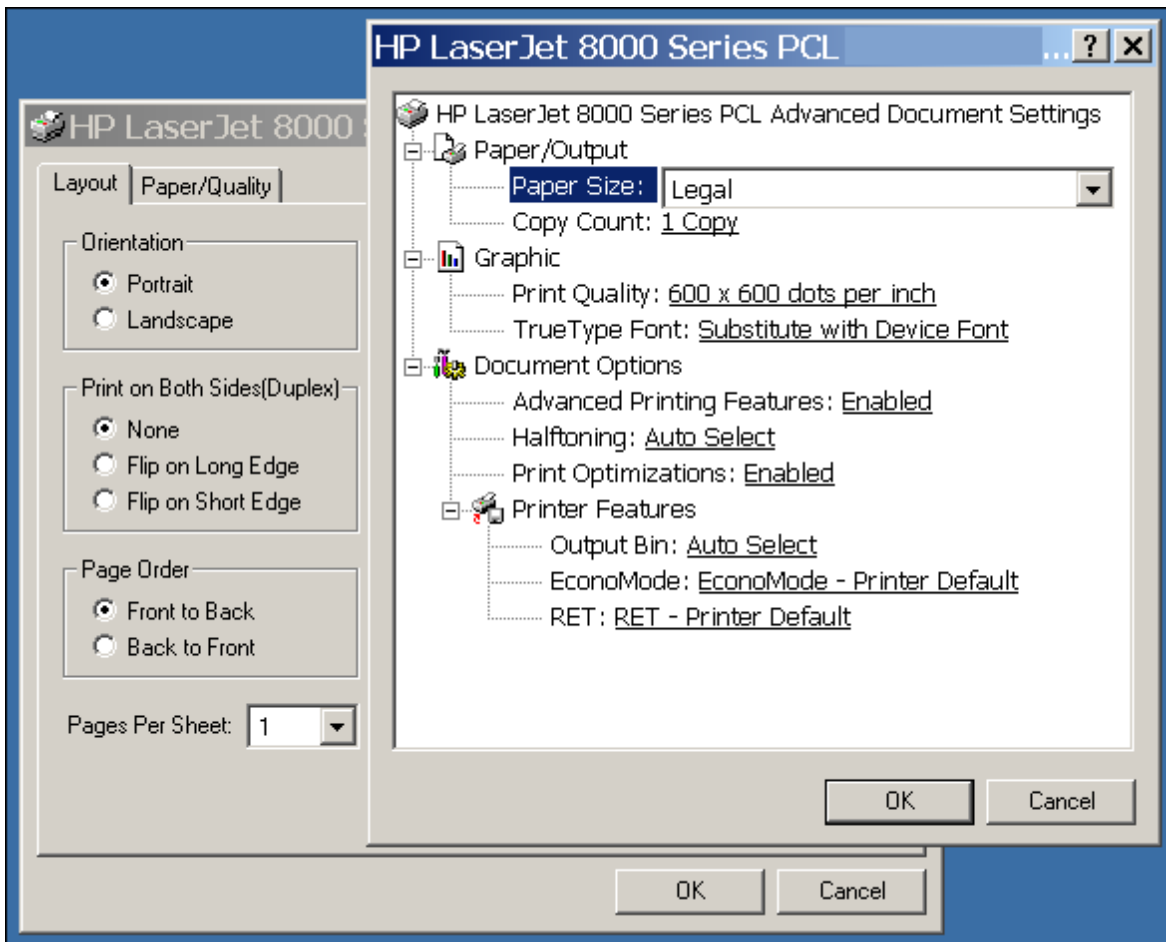 HP LaserJet 8000 Series PCL ...
HP LaserJet 8000 Series PCL Advanced Document Settings
Paper/Output
Paper Size: Legal
Copy Count: 1 Copy
Graphic
Print Quality: 600 x 600 dots per inch
TrueType Font: Substitute with Device Font
Document Options
Advanced Printing Features: Enabled
Halftoning: Auto Select
Print Optimizations: Enabled
Printer Features
Output Bin: Auto Select
EconoMode: EconoMode - Printer Default
RET: RET - Printer Default
OK Cancel
HP LaserJet 8000
Layout Paper/Quality
Orientation
Portrait
Landscape
Print on Both Sides(Duplex)
None
Flip on Long Edge
Flip on Short Edge
Page Order
Front to Back
Back to Front
Pages Per Sheet: 1
OK Cancel